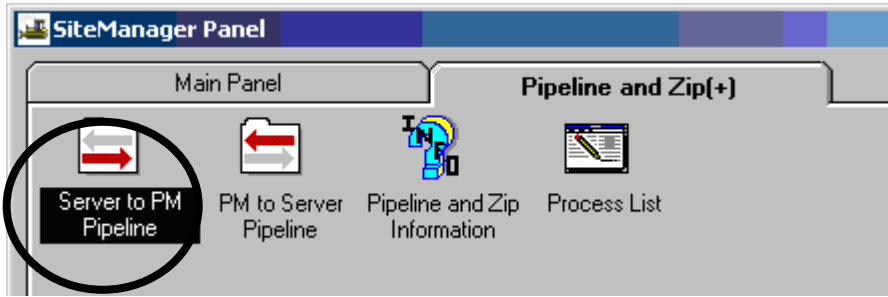 SiteManager Panel
Main Panel
Pipeline and Zip(+)
INFO
Server to PM
Pipeline
PM to Server
Pipeline
Pipeline and Zip
Information
Process List